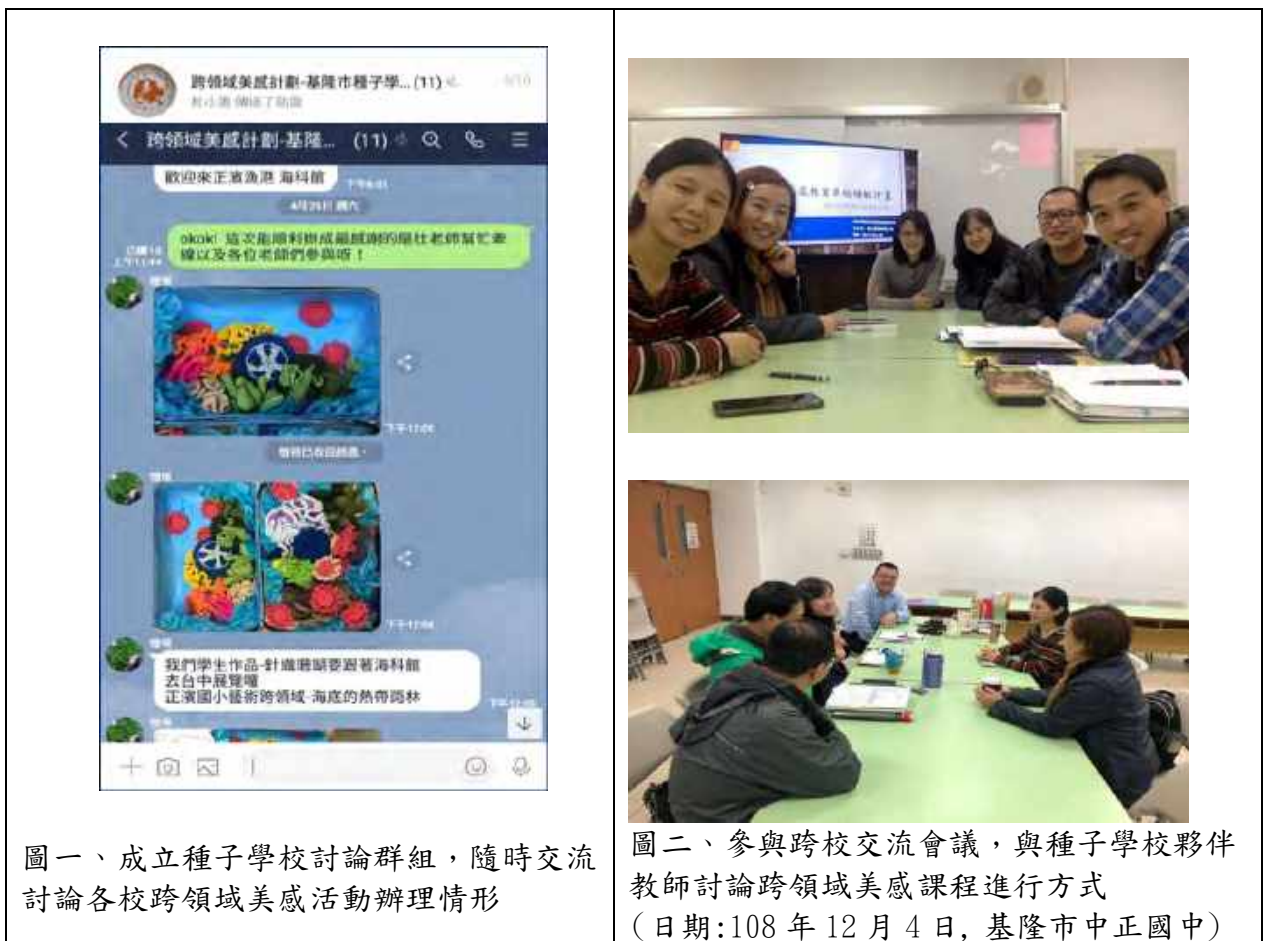 跨領域美感計劃-基隆市種子學...(11)
跨領域美感計劃-基隆... (11)
歡迎來正濱漁港 海科館
okok! 這次能順利辦成最感謝的是
線以及各位老師們參與呀！
我們學生作品-針織珊瑚要跟著海科館
去台中展覽囉
正濱國小藝術跨領域-海底的熱帶雨林
圖一、成立種子學校討論群組，隨時交流
討論各校跨領域美感活動辦理情形
圖二、參與跨校交流會議，與種子學校夥伴
教師討論跨領域美感課程進行方式
(日期:108 年 12 月 4 日, 基隆市中正國中)